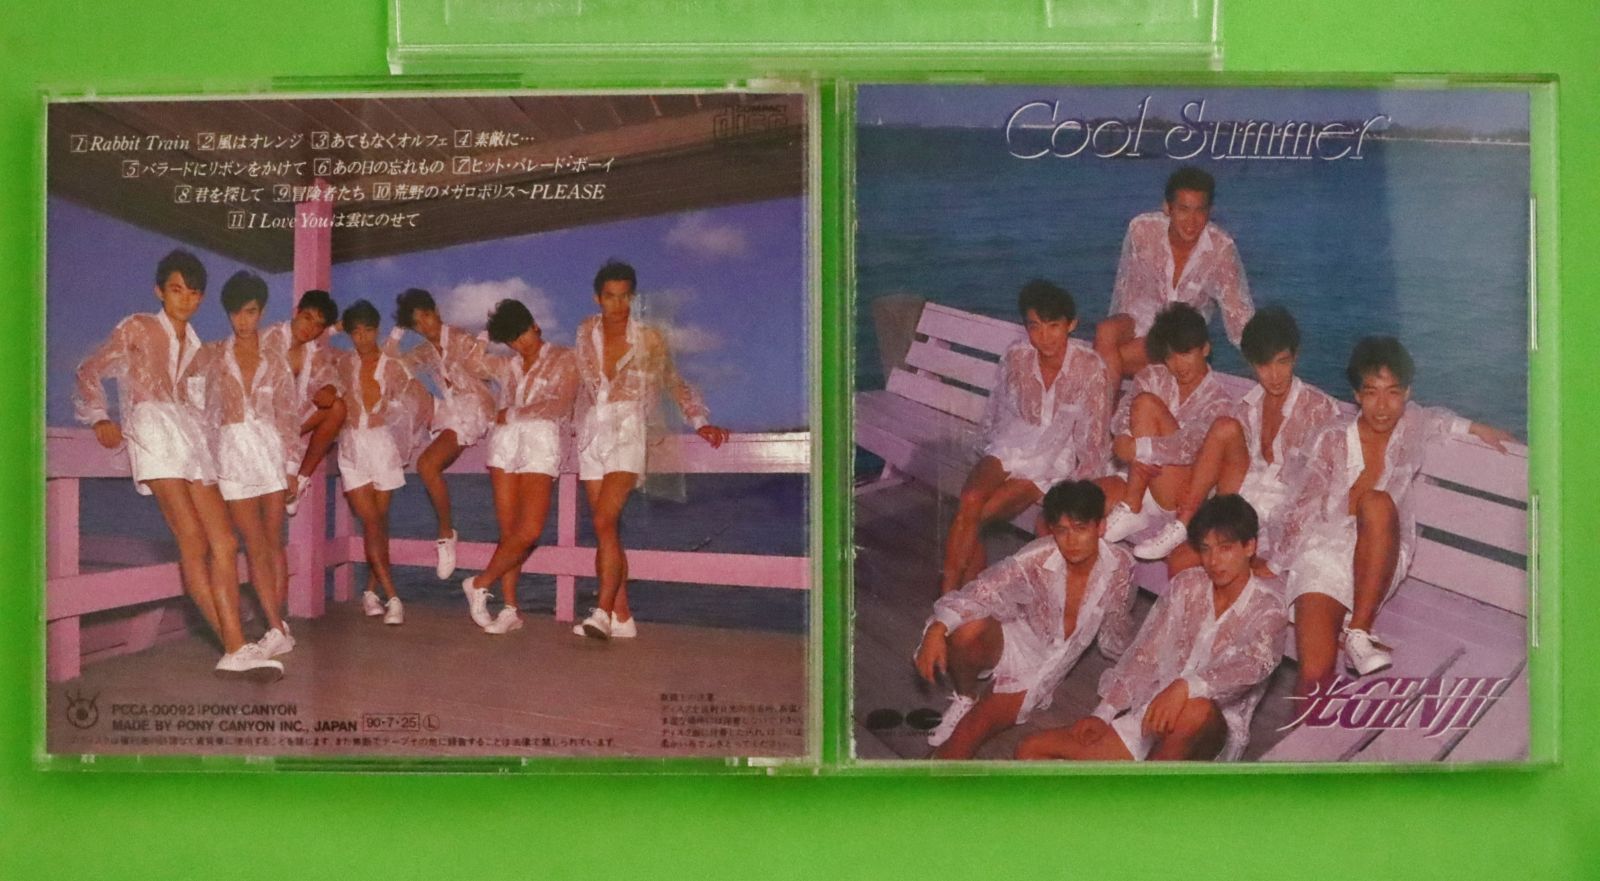 COMPACT
disc
1 Rabbit Train 2 風はオレンジ 3 あてもなくオルフェ 4 素敵に…
5 バラードにリボンをかけて 6 あの日の忘れもの 7 ヒット・パレード・ボーイ
8 君を探して 9 冒険者たち 10 荒野のメガロポリス〜PLEASE
11 I Love Youは雲にのせて
PCCA-00092 PONY CANYON
MADE BY PONY CANYON INC., JAPAN 90・7・25 L
Cool Summer
光GENJI
PONY CANYON